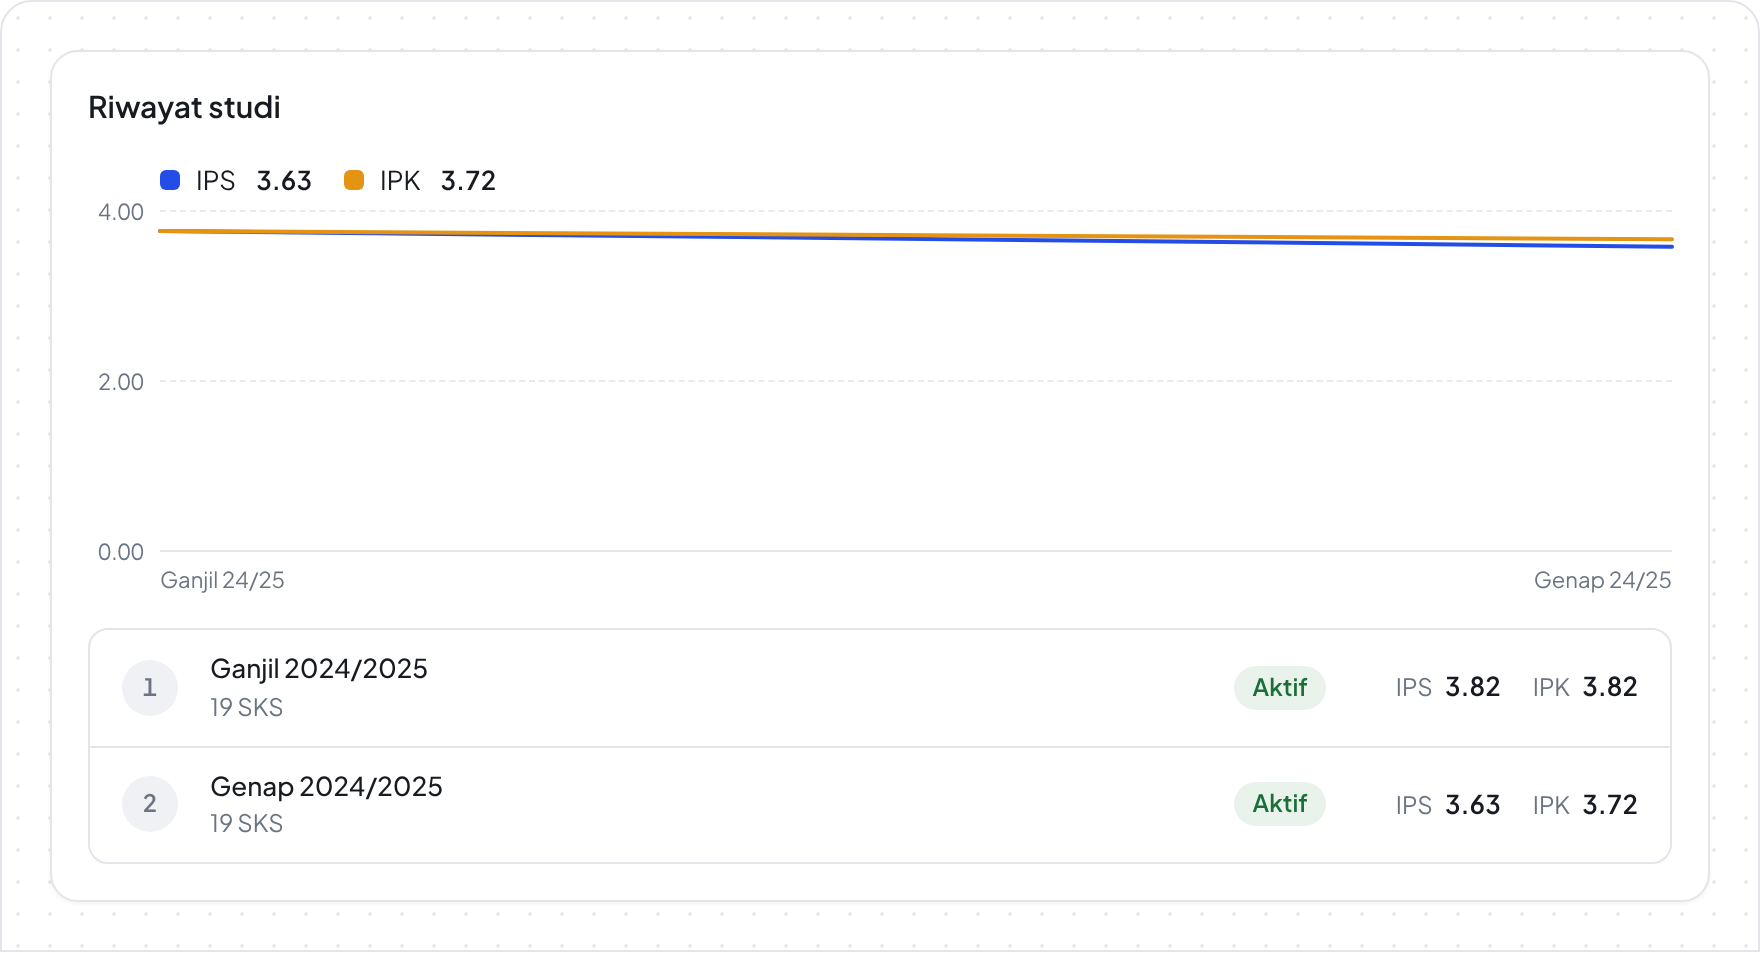 Riwayat studi
IPS 3.63 IPK 3.72
4.00
2.00
0.00
Ganjil 24/25 Genap 24/25
1 Ganjil 2024/2025 Aktif IPS 3.82 IPK 3.82
19 SKS
2 Genap 2024/2025 Aktif IPS 3.63 IPK 3.72
19 SKS